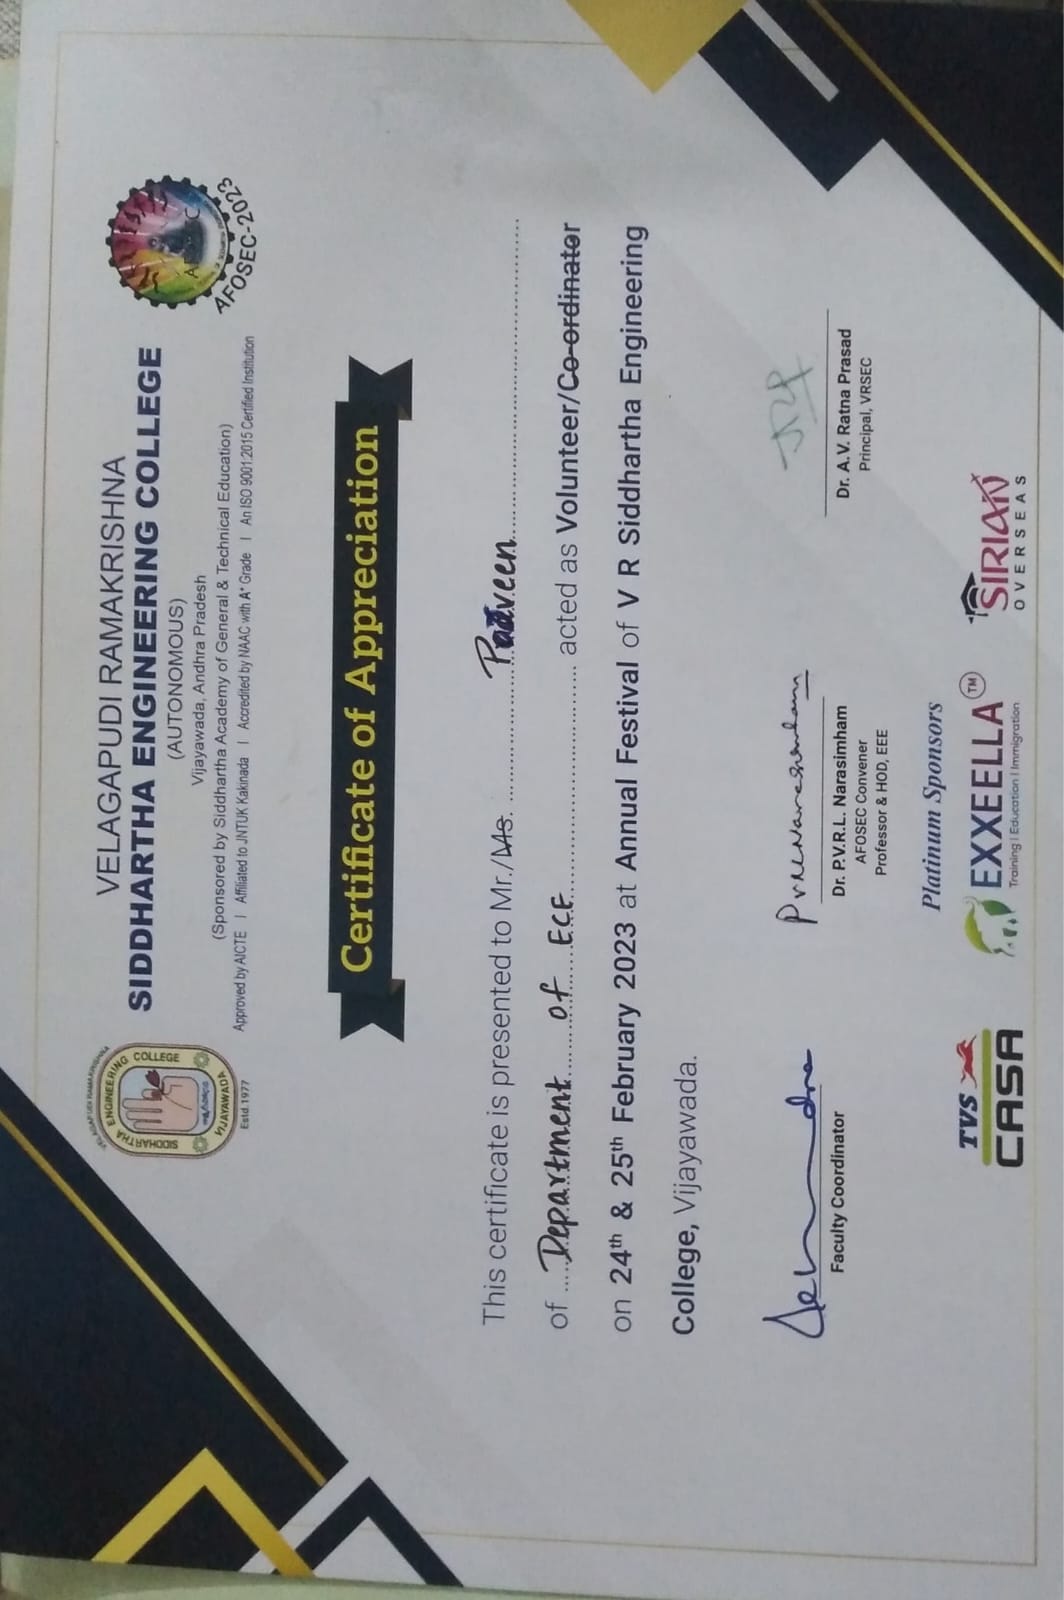 VELAGAPUDI RAMAKRISHNA
SIDDHARTHA ENGINEERING COLLEGE
VIJAYAWADA
Estd.1977
VELAGAPUDI RAMAKRISHNA
SIDDHARTHA ENGINEERING COLLEGE
(AUTONOMOUS)
Vijayawada, Andhra Pradesh
(Sponsored by Siddhartha Academy of General & Technical Education)
Approved by AICTE | Affiliated to JNTUK Kakinada | Accredited by NAAC with A+ Grade | An ISO 9001:2015 Certified Institution
AFOSEC
AFOSEC-2023
Certificate of Appreciation
This certificate is presented to Mr./Ms. .................... Praveen ....................
of .... Department of ECE .................... acted as Volunteer/Co-ordinator
on 24th & 25th February 2023 at Annual Festival of V R Siddhartha Engineering
College, Vijayawada.
PVRLNarasimham
Faculty Coordinator
Dr. P.V.R.L. Narasimham
AFOSEC Convener
Professor & HOD, EEE
Dr. A.V. Ratna Prasad
Principal, VRSEC
Platinum Sponsors
TVS
CASA
EXXEELLA TM
Training | Education | Immigration
SIRIAN
OVERSEAS